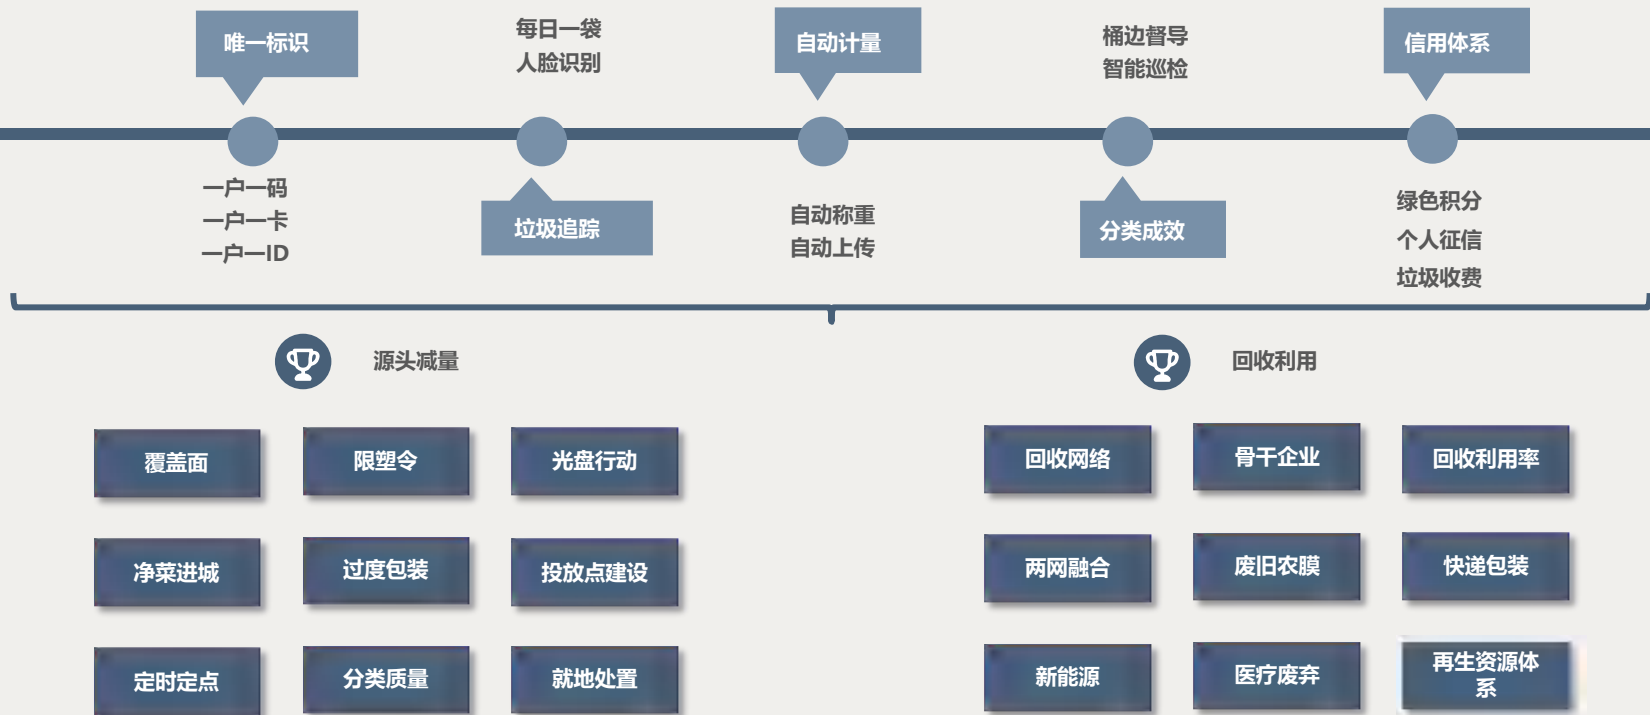 唯一标识
每日一袋
人脸识别
自动计量
桶边督导
智能巡检
信用体系
一户一码
一户一卡
一户一ID
垃圾追踪
自动称重
自动上传
分类成效
绿色积分
个人征信
垃圾收费
源头减量
回收利用
覆盖面
限塑令
光盘行动
回收网络
骨干企业
回收利用率
净菜进城
过度包装
投放点建设
两网融合
废旧农膜
快递包装
定时定点
分类质量
就地处置
新能源
医疗废弃
再生资源体
系